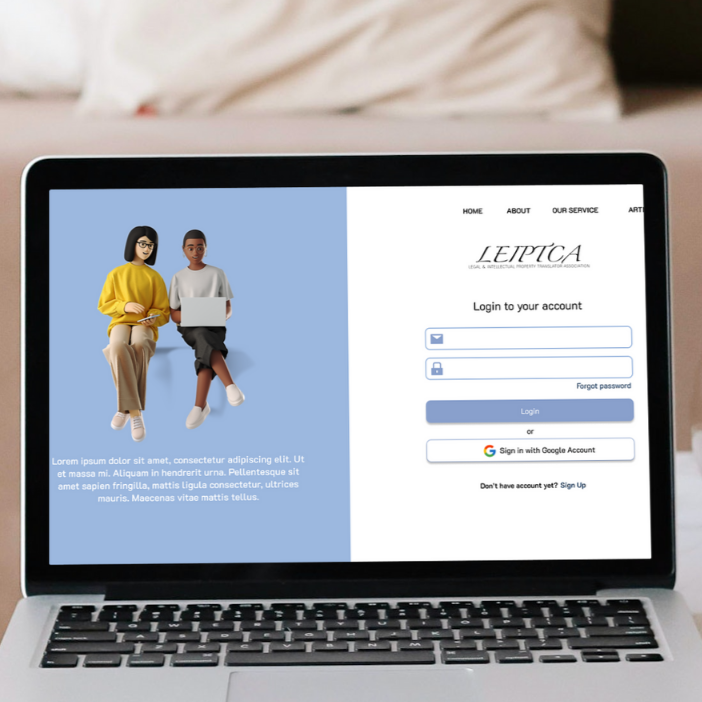 HOME ABOUT OUR SERVICE ARTI
LEIPTCA
LEGAL & INTELLECTUAL PROPERTY TRANSLATOR ASSOCIATION
Login to your account
Forgot password
Login
or
Sign in with Google Account
Don't have account yet? Sign Up
Lorem ipsum dolor sit amet, consectetur adipiscing elit. Ut
et massa mi. Aliquam in hendrerit urna. Pellentesque sit
amet sapien fringilla, mattis ligula consectetur, ultrices
mauris. Maecenas vitae mattis tellus.